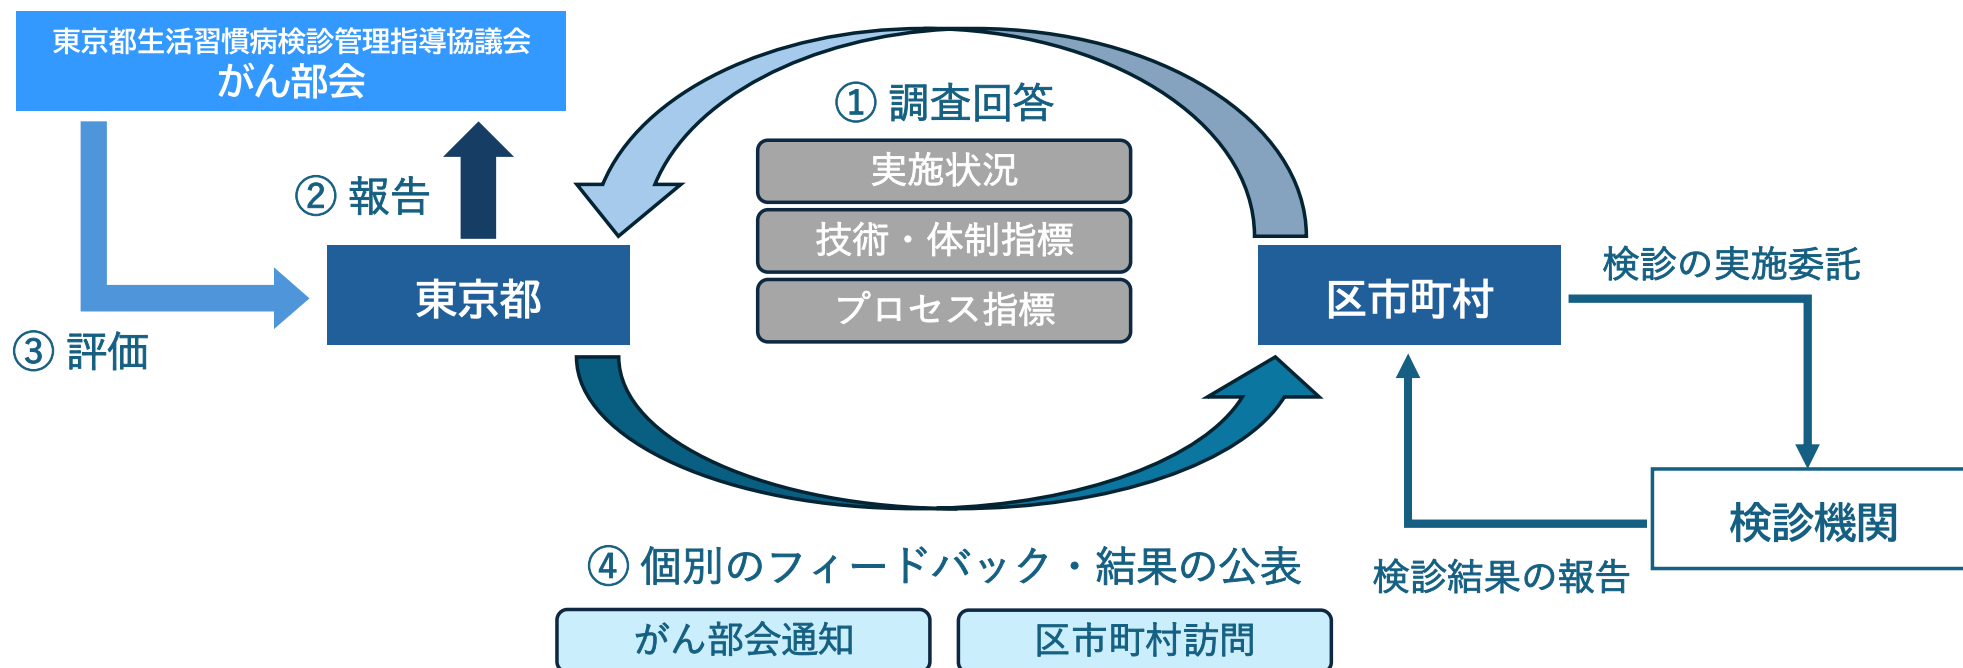 東京都生活習慣病検診管理指導協議会
がん部会
① 調査回答
実施状況
技術・体制指標
プロセス指標
② 報告
東京都
区市町村
検診の実施委託
③ 評価
検診機関
検診結果の報告
④ 個別のフィードバック・結果の公表
がん部会通知
区市町村訪問